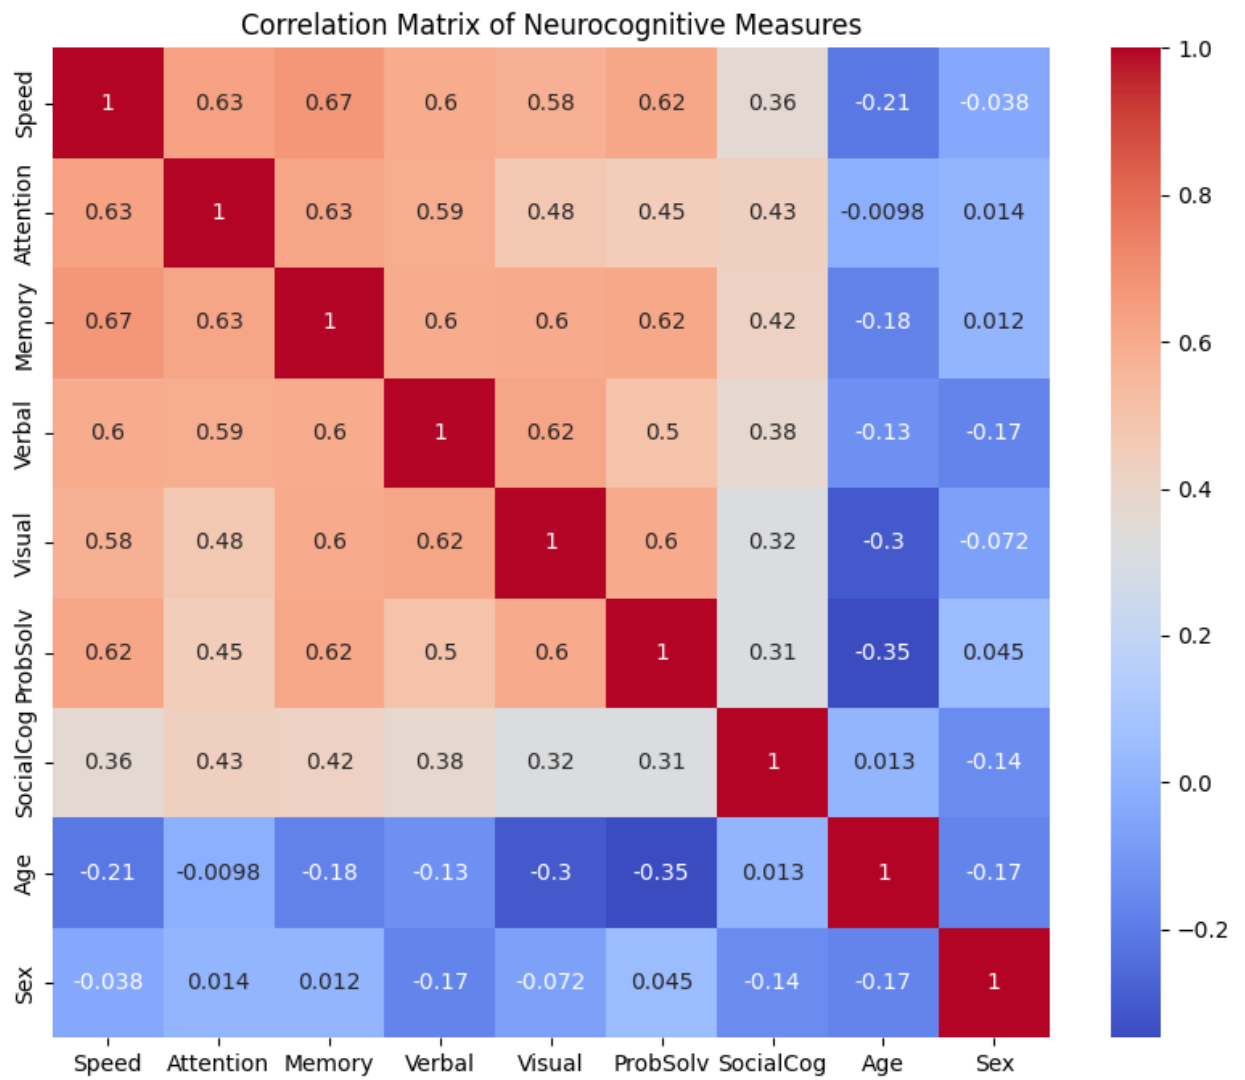 Correlation Matrix of Neurocognitive Measures
Speed 1 0.63 0.67 0.6 0.58 0.62 0.36 -0.21 -0.038
Attention 0.63 1 0.63 0.59 0.48 0.45 0.43 -0.0098 0.014
Memory 0.67 0.63 1 0.6 0.6 0.62 0.42 -0.18 0.012
Verbal 0.6 0.59 0.6 1 0.62 0.5 0.38 -0.13 -0.17
Visual 0.58 0.48 0.6 0.62 1 0.6 0.32 -0.3 -0.072
ProbSolv 0.62 0.45 0.62 0.5 0.6 1 0.31 -0.35 0.045
SocialCog 0.36 0.43 0.42 0.38 0.32 0.31 1 0.013 -0.14
Age -0.21 -0.0098 -0.18 -0.13 -0.3 -0.35 0.013 1 -0.17
Sex -0.038 0.014 0.012 -0.17 -0.072 0.045 -0.14 -0.17 1
Speed Attention Memory Verbal Visual ProbSolv SocialCog Age Sex
1.0
0.8
0.6
0.4
0.2
0.0
−0.2